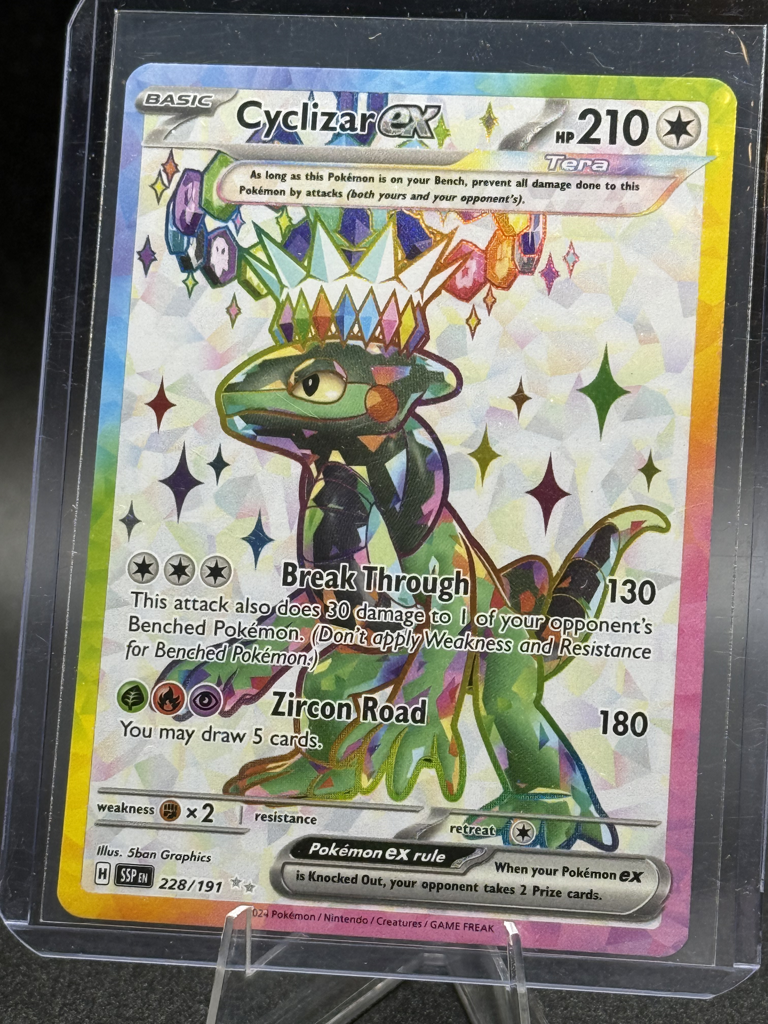 BASIC Cyclizar ex HP 210
Tera
As long as this Pokémon is on your Bench, prevent all damage done to this
Pokémon by attacks (both yours and your opponent's).
Break Through 130
This attack also does 30 damage to 1 of your opponent's
Benched Pokémon. (Don't apply Weakness and Resistance
for Benched Pokémon.)
Zircon Road 180
You may draw 5 cards.
weakness ×2 resistance retreat
Illus. 5ban Graphics
Pokémon ex rule
When your Pokémon ex
is Knocked Out, your opponent takes 2 Prize cards.
H SSP EN 228/191
Pokémon / Nintendo / Creatures / GAME FREAK